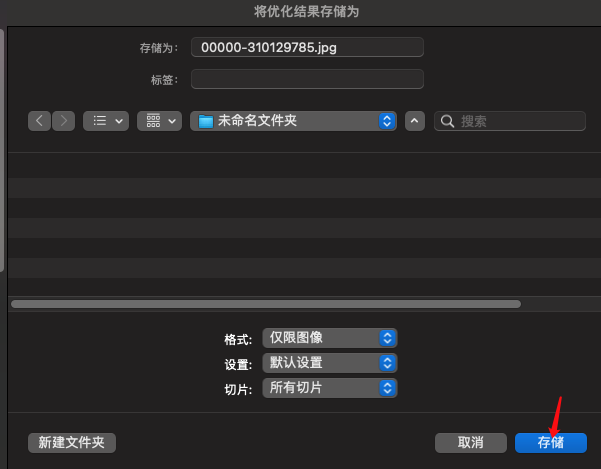 将优化结果存储为
存储为: 00000-310129785.jpg
标签:
未命名文件夹 搜索
格式: 仅限图像
设置: 默认设置
切片: 所有切片
新建文件夹 取消 存储